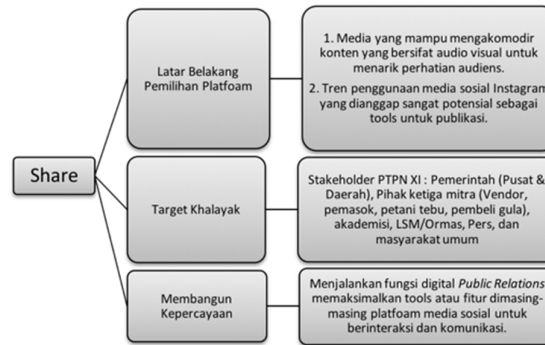 Share
Latar Belakang
Pemilihan Platfoam
1. Media yang mampu mengakomodir
konten yang bersifat audio visual untuk
menarik perhatian audiens.
2. Tren penggunaan media sosial Instagram
yang dianggap sangat potensial sebagai
tools untuk publikasi.
Target Khalayak
Stakeholder PTPN XI : Pemerintah (Pusat &
Daerah), Pihak ketiga mitra (Vendor,
pemasok, petani tebu, pembeli gula),
akademisi, LSM/Ormas, Pers, dan
masyarakat umum
Membangun
Kepercayaan
Menjalankan fungsi digital Public Relations
memaksimalkan tools atau fitur dimasing-
masing platfoam media sosial untuk
berinteraksi dan komunikasi.